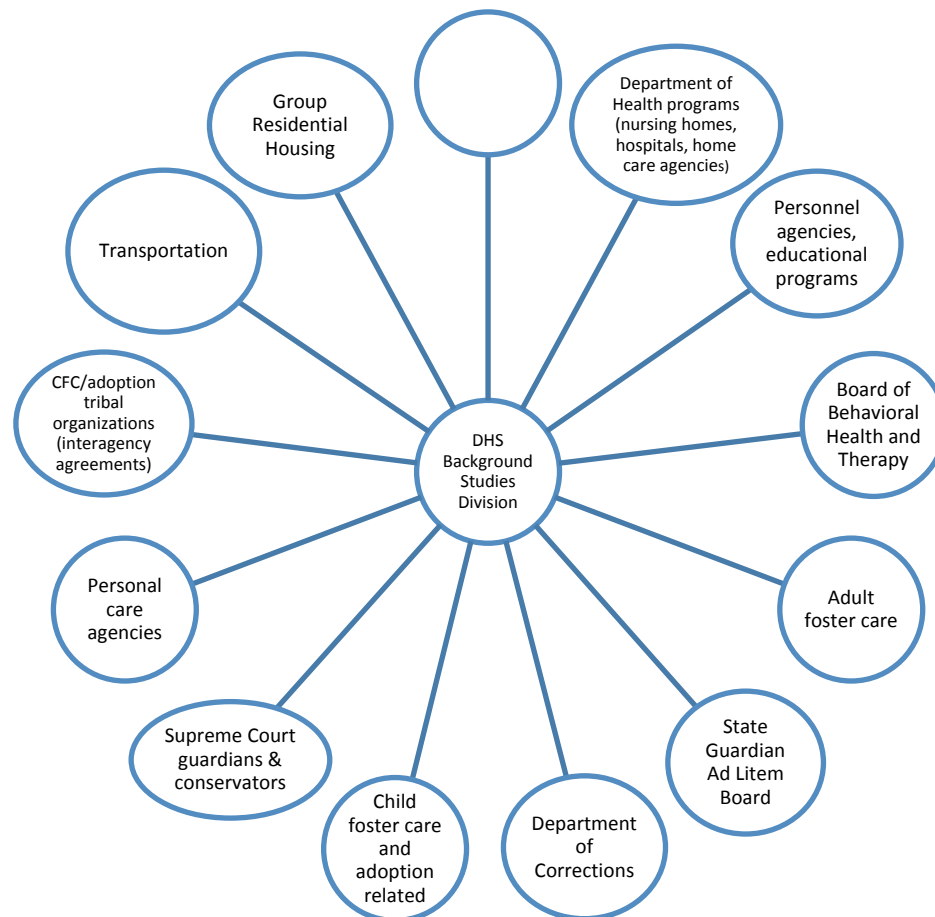 Group
Residential
Housing
Department of
Health programs
(nursing homes,
hospitals, home
care agencies)
Transportation
Personnel
agencies,
educational
programs
CFC/adoption
tribal
organizations
(interagency
agreements)
DHS
Background
Studies
Division
Board of
Behavioral
Health and
Therapy
Personal
care
agencies
Adult
foster care
Supreme Court
guardians &
conservators
State
Guardian
Ad Litem
Board
Child
foster care
and
adoption
related
Department
of
Corrections